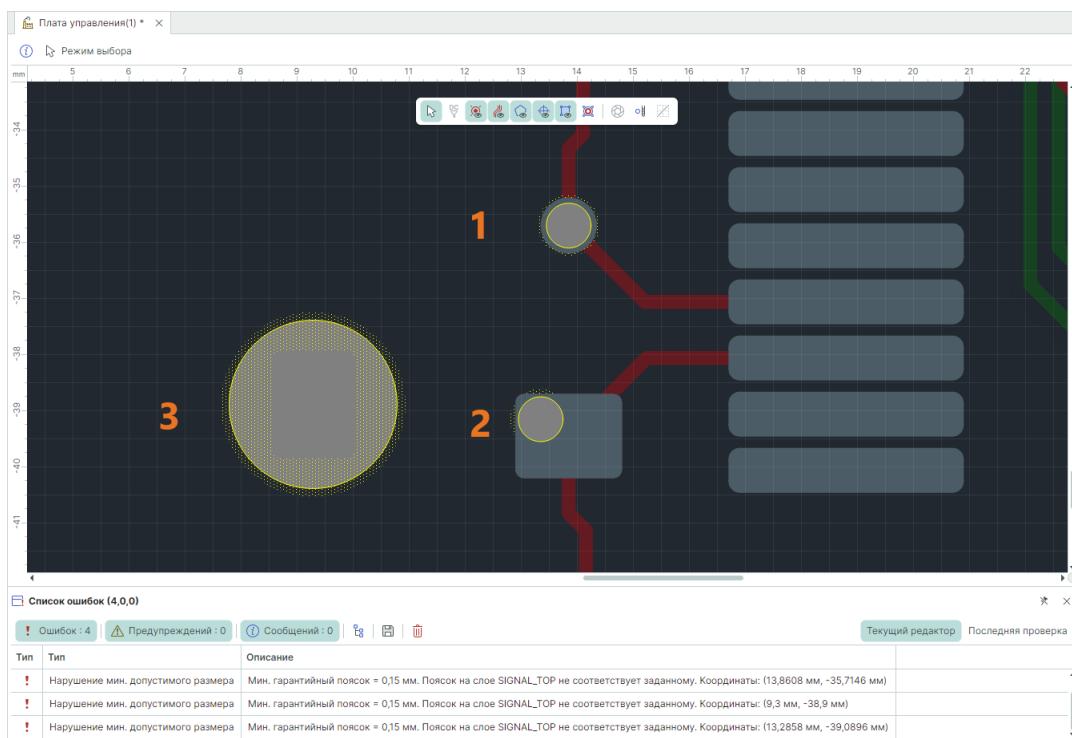 Плата управления(1) *
Режим выбора
mm 5 6 7 8 9 10 11 12 13 14 15 16 17 18 19 20 21 22
-34
-35
1
-36
-37
-38
-39
3 2
-40
-41
Список ошибок (4,0,0)
Ошибок : 4 Предупреждений : 0 Сообщений : 0 Текущий редактор Последняя проверка
Тип Тип Описание
Нарушение мин. допустимого размера Мин. гарантийный поясок = 0,15 мм. Поясок на слое SIGNAL_TOP не соответствует заданному. Координаты: (13,8608 мм, -35,7146 мм)
Нарушение мин. допустимого размера Мин. гарантийный поясок = 0,15 мм. Поясок на слое SIGNAL_TOP не соответствует заданному. Координаты: (9,3 мм, -38,9 мм)
Нарушение мин. допустимого размера Мин. гарантийный поясок = 0,15 мм. Поясок на слое SIGNAL_TOP не соответствует заданному. Координаты: (13,2858 мм, -39,0896 мм)